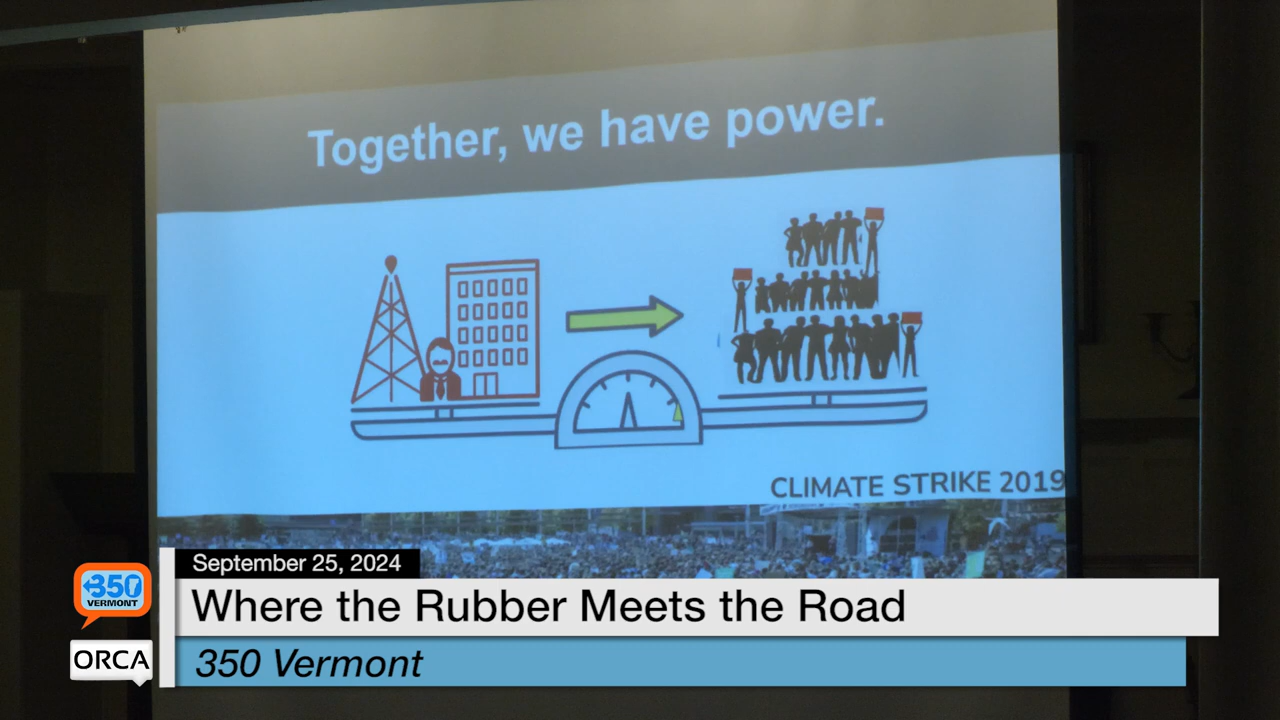 Together, we have power.
CLIMATE STRIKE 2019
September 25, 2024
350
VERMONT
Where the Rubber Meets the Road
ORCA
350 Vermont